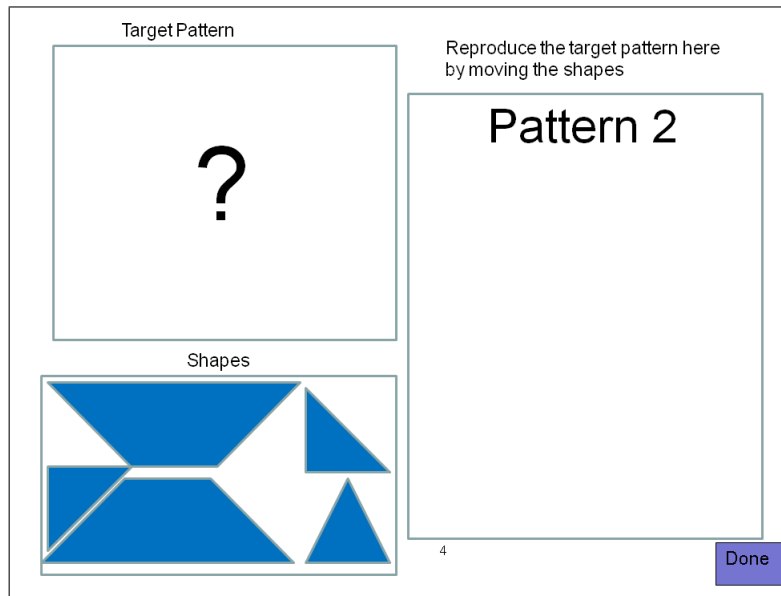 Target Pattern
?
Reproduce the target pattern here
by moving the shapes
Pattern 2
Shapes
4
Done